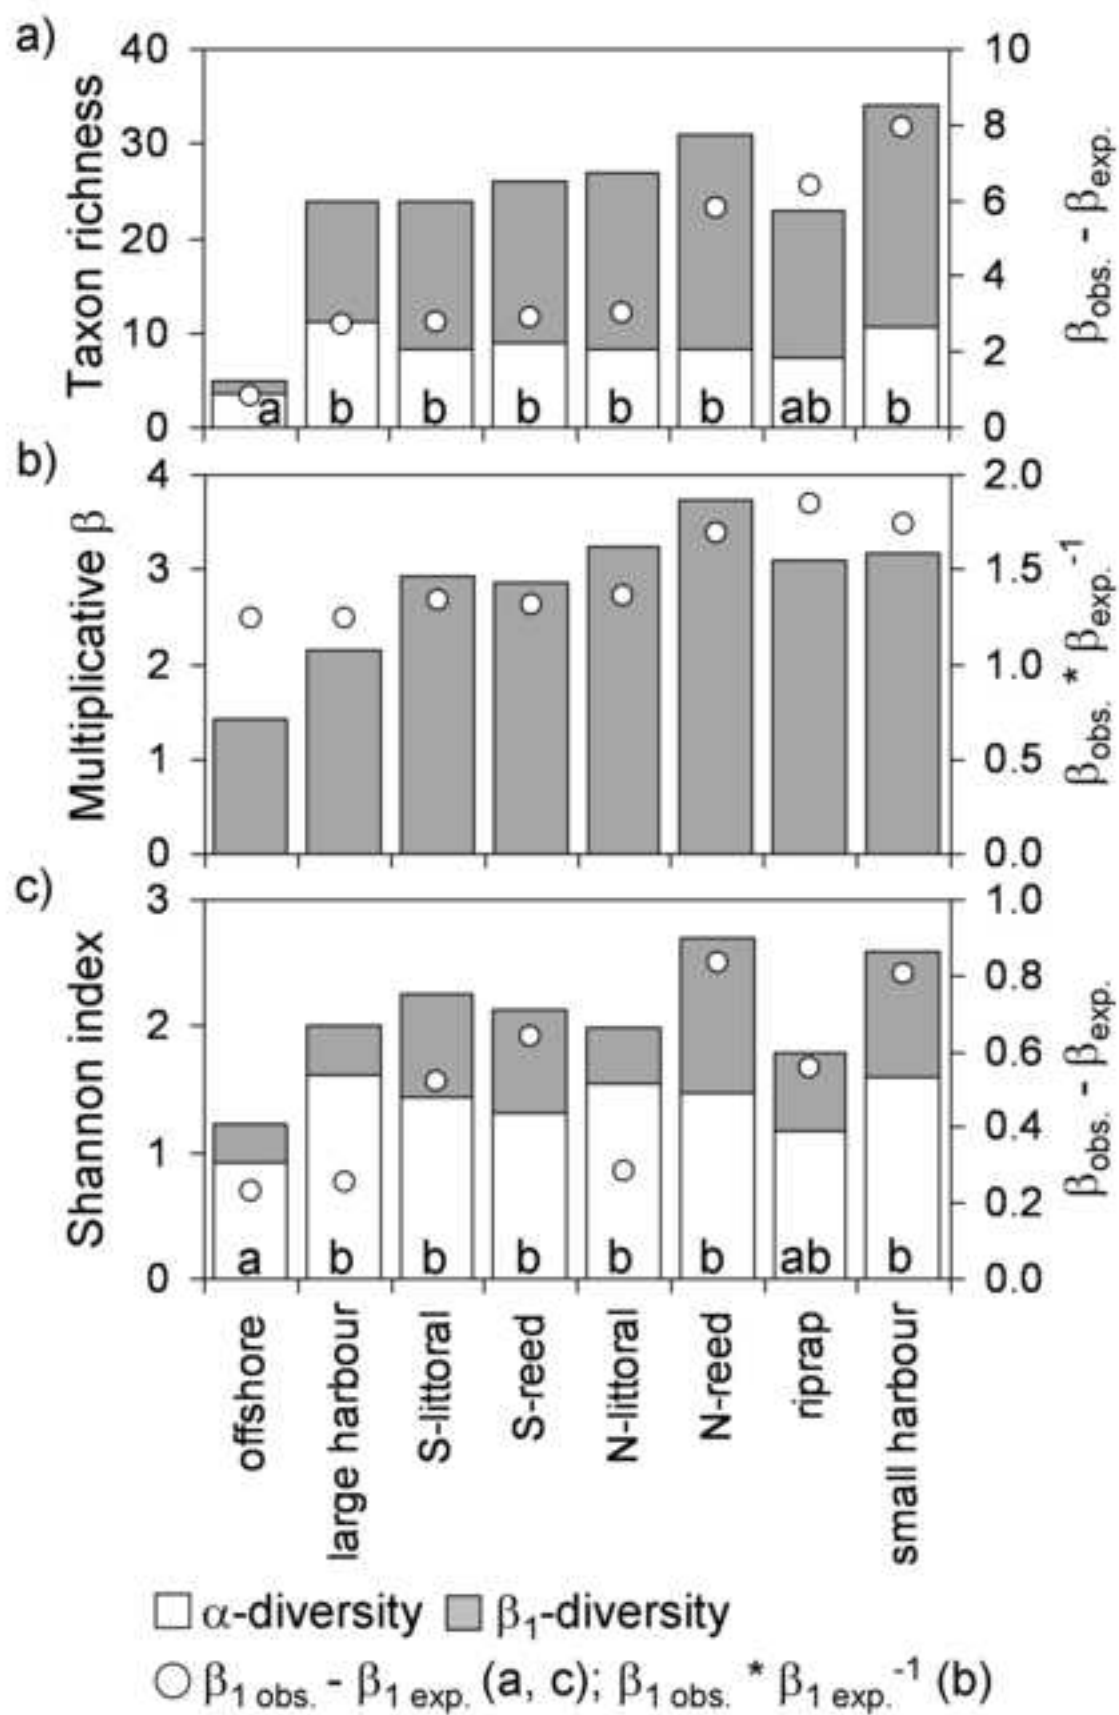 a)
Taxon richness
40
30
20
10
0
10
8
6
4
2
0
βobs. - βexp.
a b b b b b ab b
b)
Multiplicative β
4
3
2
1
0
2.0
1.5
1.0
0.5
0.0
βobs. * βexp.-1
c)
Shannon index
3
2
1
0
1.0
0.8
0.6
0.4
0.2
0.0
βobs. - βexp.
a b b b b b ab b
offshore
large harbour
S-littoral
S-reed
N-littoral
N-reed
riprap
small harbour
α-diversity β1-diversity
β1 obs. - β1 exp. (a, c); β1 obs. * β1 exp.-1 (b)